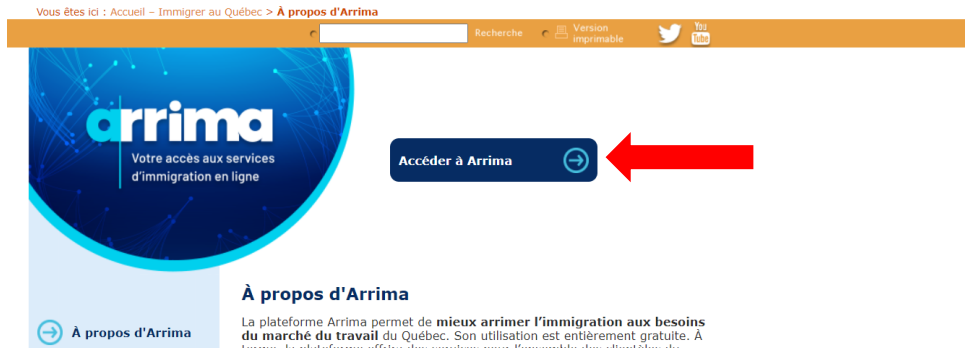 Vous êtes ici : Accueil – Immigrer au Québec > À propos d'Arrima
Recherche
Version
imprimable
You
Tube
arrima
Votre accès aux services
d'immigration en ligne
Accéder à Arrima
À propos d'Arrima
À propos d'Arrima
La plateforme Arrima permet de mieux arrimer l'immigration aux besoins
du marché du travail du Québec. Son utilisation est entièrement gratuite. À